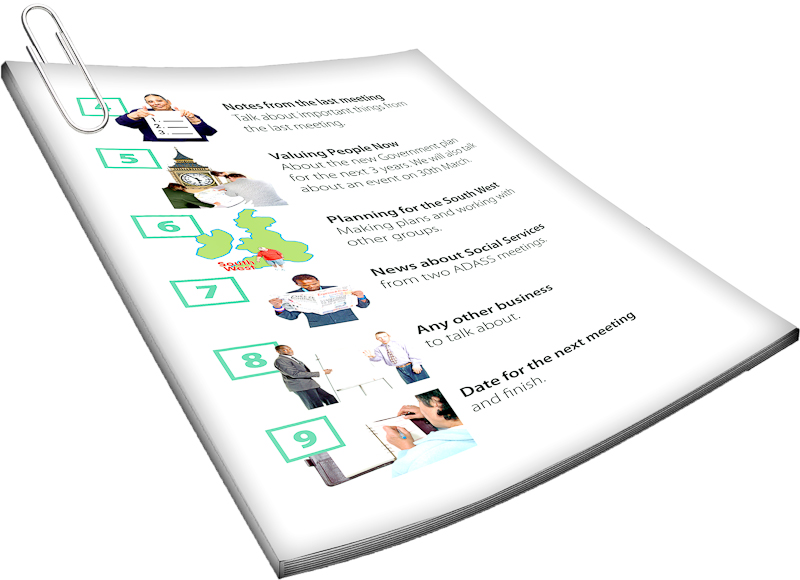 4
Notes from the last meeting
Talk about important things from
the last meeting.
1.
2.
3
5
Valuing People Now
About the new Government plan
for the next 3 years. We will also talk
about an event on 30th March.
6
Planning for the South West
Making plans and working with
other groups.
South
West
7
News about Social Services
from two ADASS meetings.
8
Any other business
to talk about.
9
Date for the next meeting
and finish.